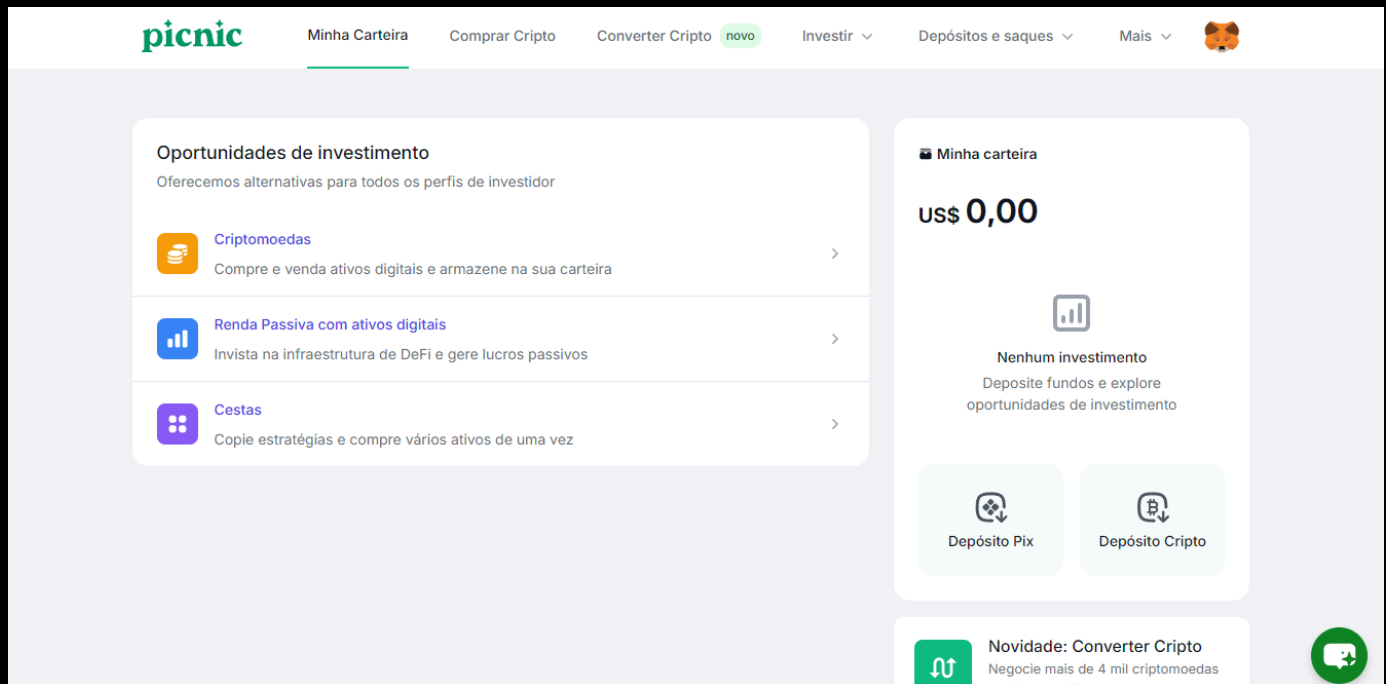 picnic
Minha Carteira
Comprar Cripto
Converter Cripto novo
Investir
Depósitos e saques
Mais
Oportunidades de investimento
Oferecemos alternativas para todos os perfis de investidor
Criptomoedas
Compre e venda ativos digitais e armazene na sua carteira
Renda Passiva com ativos digitais
Invista na infraestrutura de DeFi e gere lucros passivos
Cestas
Copie estratégias e compre vários ativos de uma vez
Minha carteira
US$ 0,00
Nenhum investimento
Deposite fundos e explore
oportunidades de investimento
Depósito Pix
Depósito Cripto
Novidade: Converter Cripto
Negocie mais de 4 mil criptomoedas